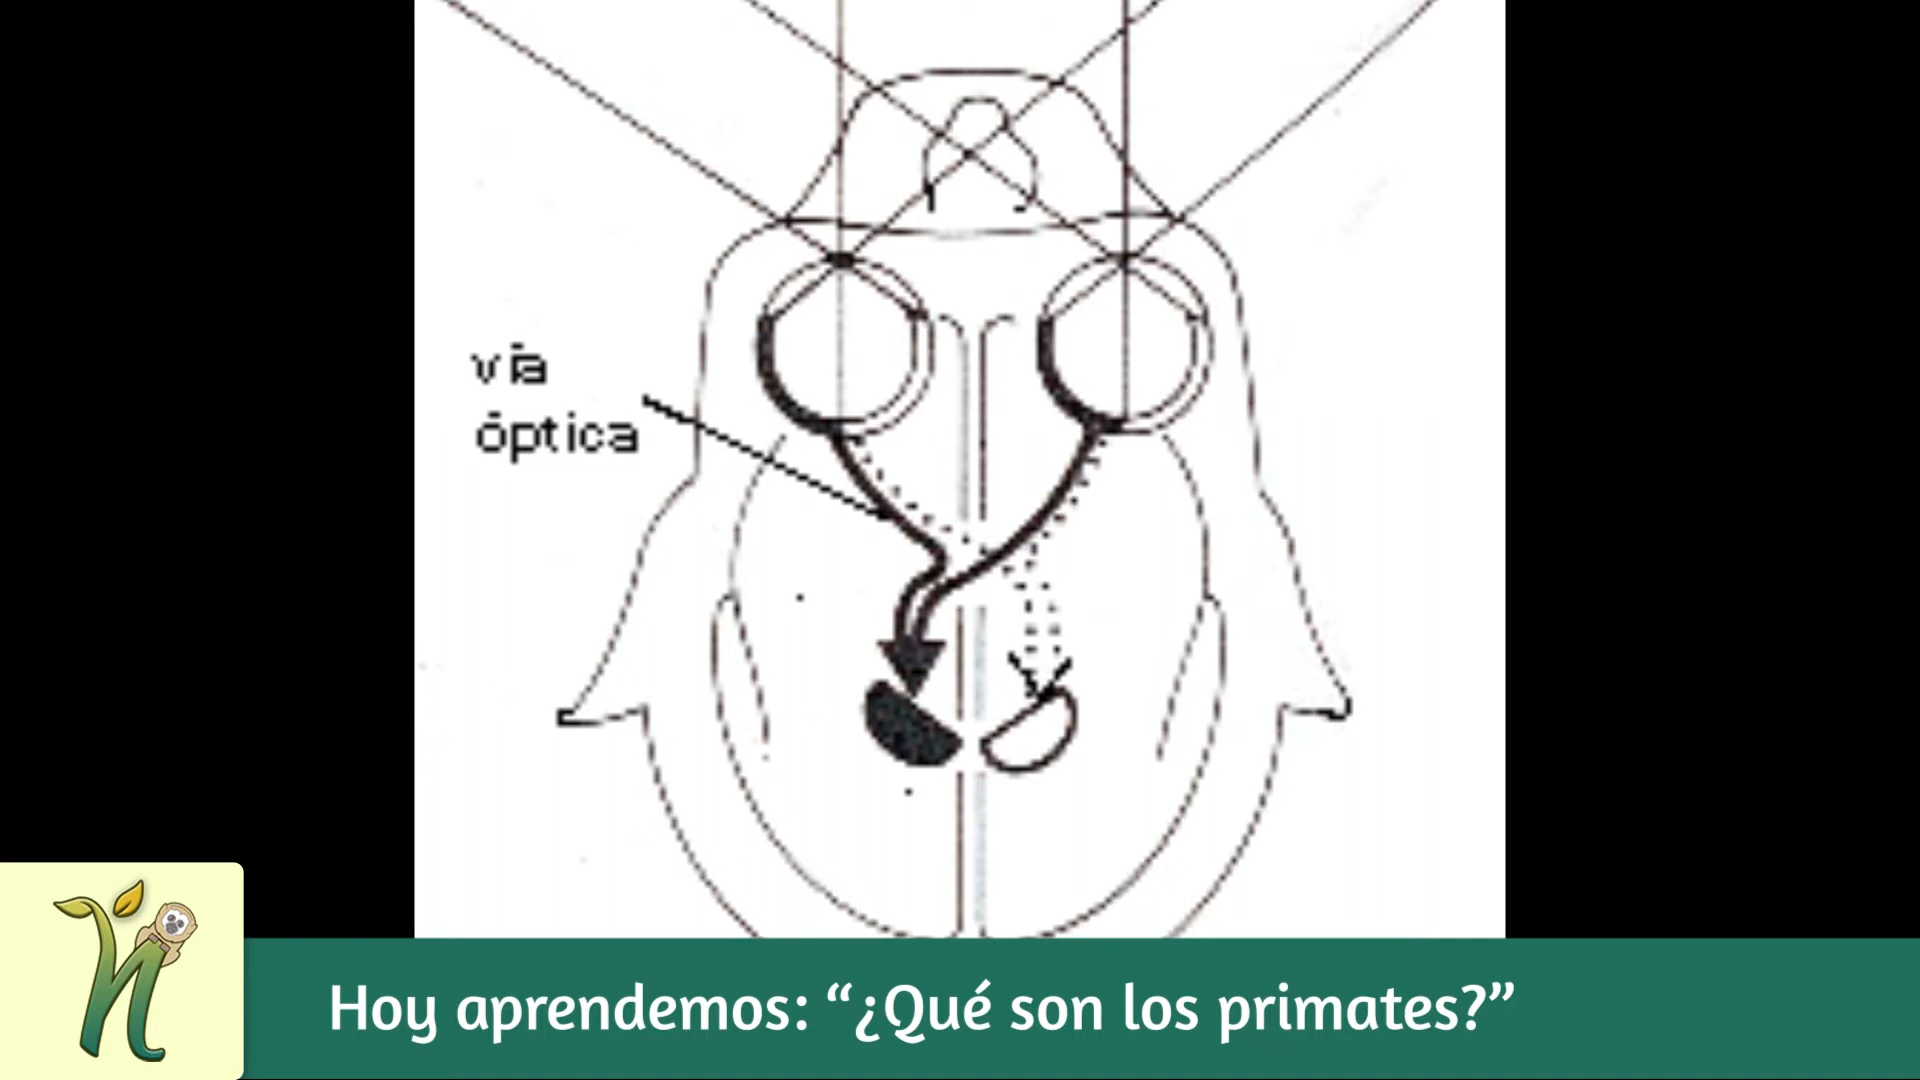 vía
óptica
Hoy aprendemos: “¿Qué son los primates?”